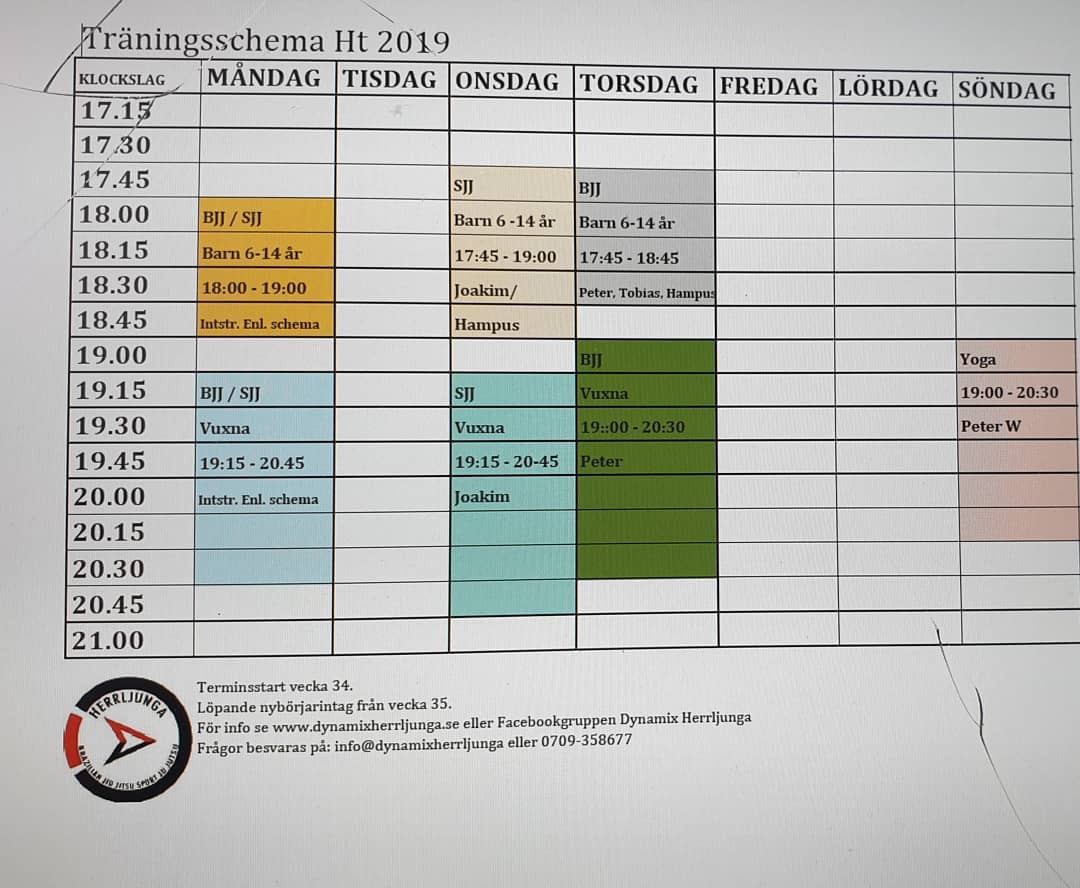 Träningsschema Ht 2019
KLOCKSLAG MÅNDAG TISDAG ONSDAG TORSDAG FREDAG LÖRDAG SÖNDAG
17.15
17.30
17.45 SJJ BJJ
18.00 BJJ / SJJ Barn 6 -14 år Barn 6-14 år
18.15 Barn 6-14 år 17:45 - 19:00 17:45 - 18:45
18.30 18:00 - 19:00 Joakim/ Peter, Tobias, Hampus
18.45 Intstr. Enl. schema Hampus
19.00 BJJ Yoga
19.15 BJJ / SJJ SJJ Vuxna 19:00 - 20:30
19.30 Vuxna Vuxna 19::00 - 20:30 Peter W
19.45 19:15 - 20.45 19:15 - 20-45 Peter
20.00 Intstr. Enl. schema Joakim
20.15
20.30
20.45
21.00
Terminsstart vecka 34.
Löpande nybörjarintag från vecka 35.
För info se www.dynamixherrljunga.se eller Facebookgruppen Dynamix Herrljunga
Frågor besvaras på: info@dynamixherrljunga eller 0709-358677
HERRLJUNGA
BRAZILIAN JIU JITSU SPORT JU JUTSU